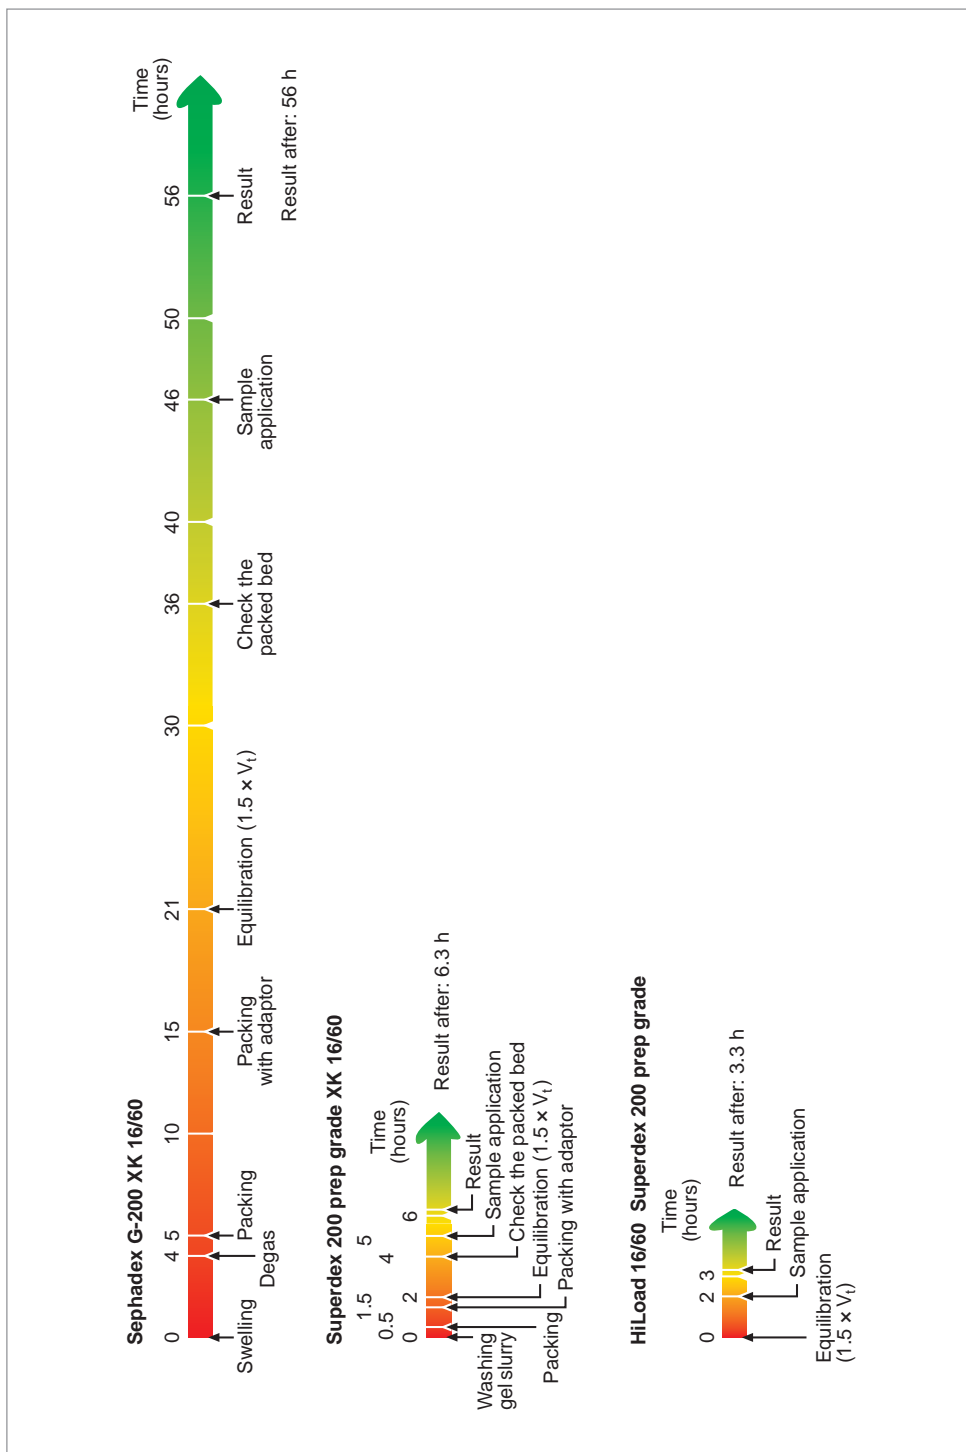 Sephadex G-200 XK 16/60
Time
(hours)
0
4
5
10
15
21
30
36
40
46
50
56
Swelling
Degas
Packing
Packing
with adaptor
Equilibration (1.5 × Vt)
Check the
packed bed
Sample
application
Result
Result after: 56 h
Superdex 200 prep grade XK 16/60
Time
(hours)
0
0.5
1.5
2
4
5
6
Washing
gel slurry
Packing
Packing with adaptor
Equilibration (1.5 × Vt)
Check the packed bed
Sample application
Result
Result after: 6.3 h
HiLoad 16/60 Superdex 200 prep grade
Time
(hours)
0
2
3
Equilibration
(1.5 × Vt)
Sample application
Result
Result after: 3.3 h